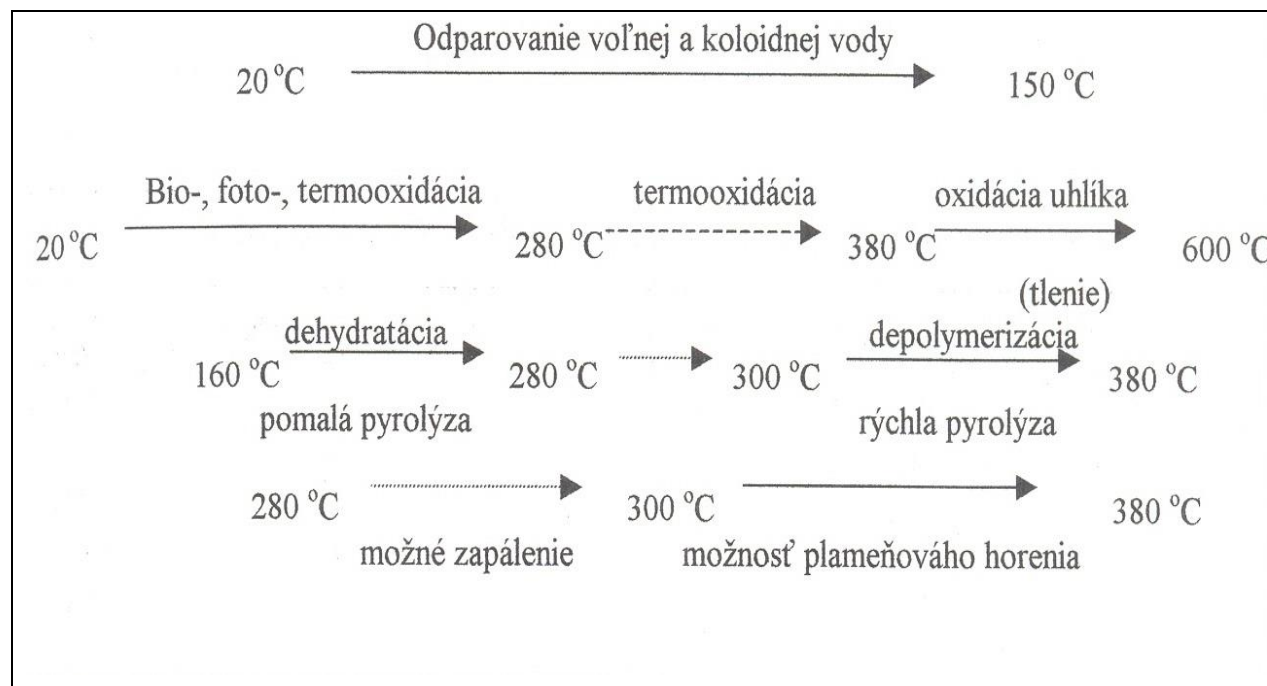 Odparovanie voľnej a koloidnej vody
20 °C 150 °C
Bio-, foto-, termooxidácia termooxidácia oxidácia uhlíka
20 °C 280 °C 380 °C 600 °C
(tlenie)
dehydratácia depolymerizácia
160 °C 280 °C 300 °C 380 °C
pomalá pyrolýza rýchla pyrolýza
280 °C 300 °C 380 °C
možné zapálenie možnosť plameňováho horenia